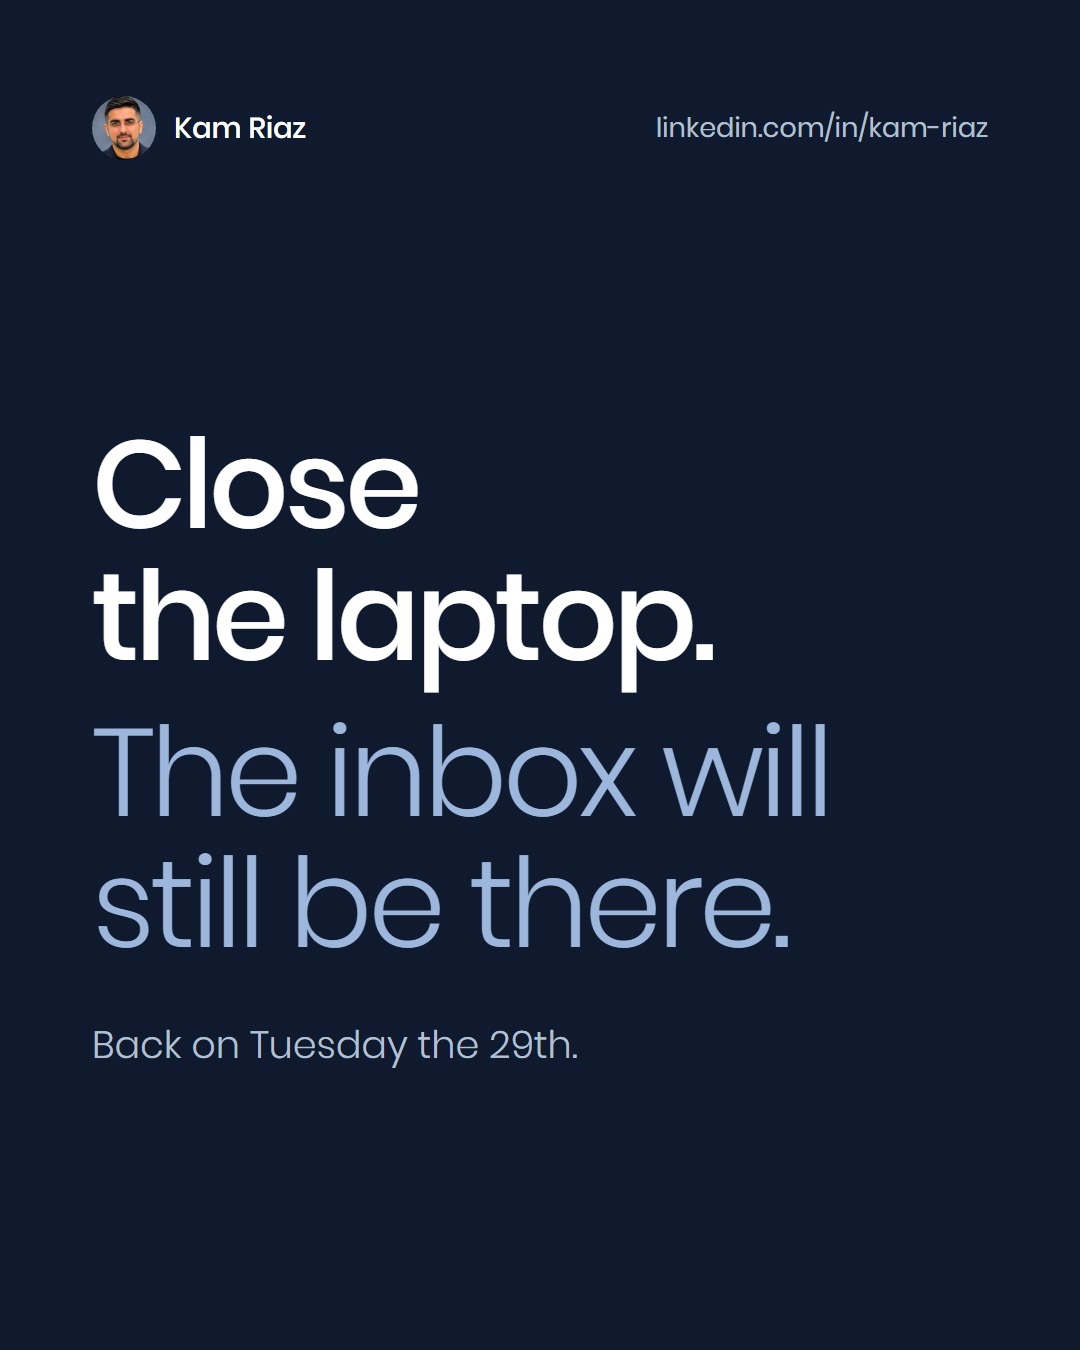 Kam Riaz
linkedin.com/in/kam-riaz
Close
the laptop.
The inbox will
still be there.
Back on Tuesday the 29th.